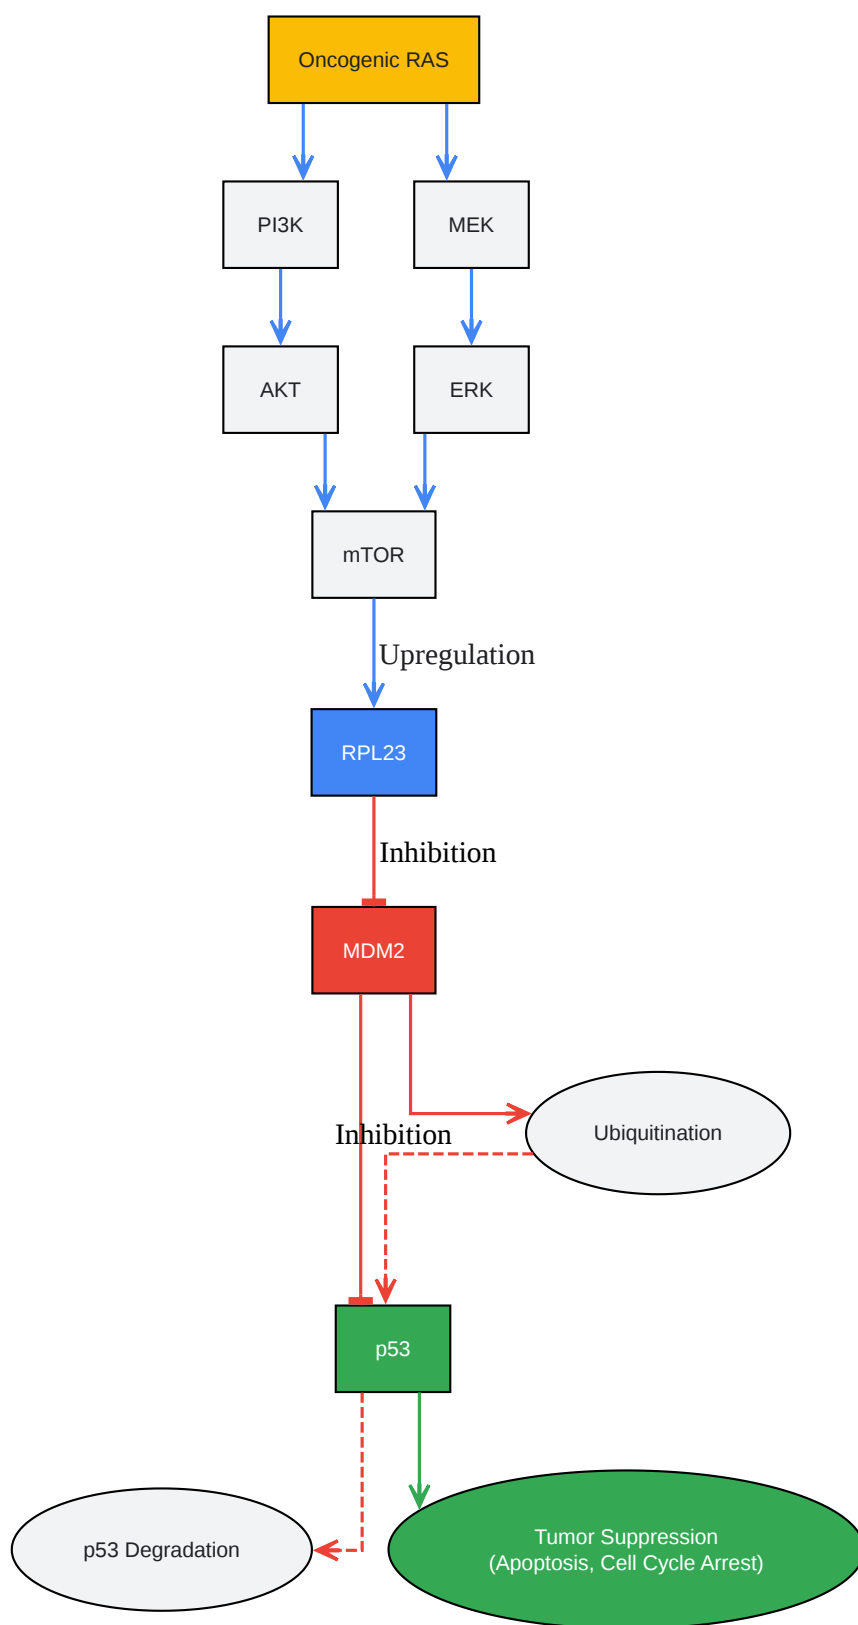 Oncogenic RAS
PI3K
MEK
AKT
ERK
mTOR
Upregulation
RPL23
Inhibition
MDM2
Ubiquitination
Inhibition
p53
p53 Degradation
Tumor Suppression
(Apoptosis, Cell Cycle Arrest)